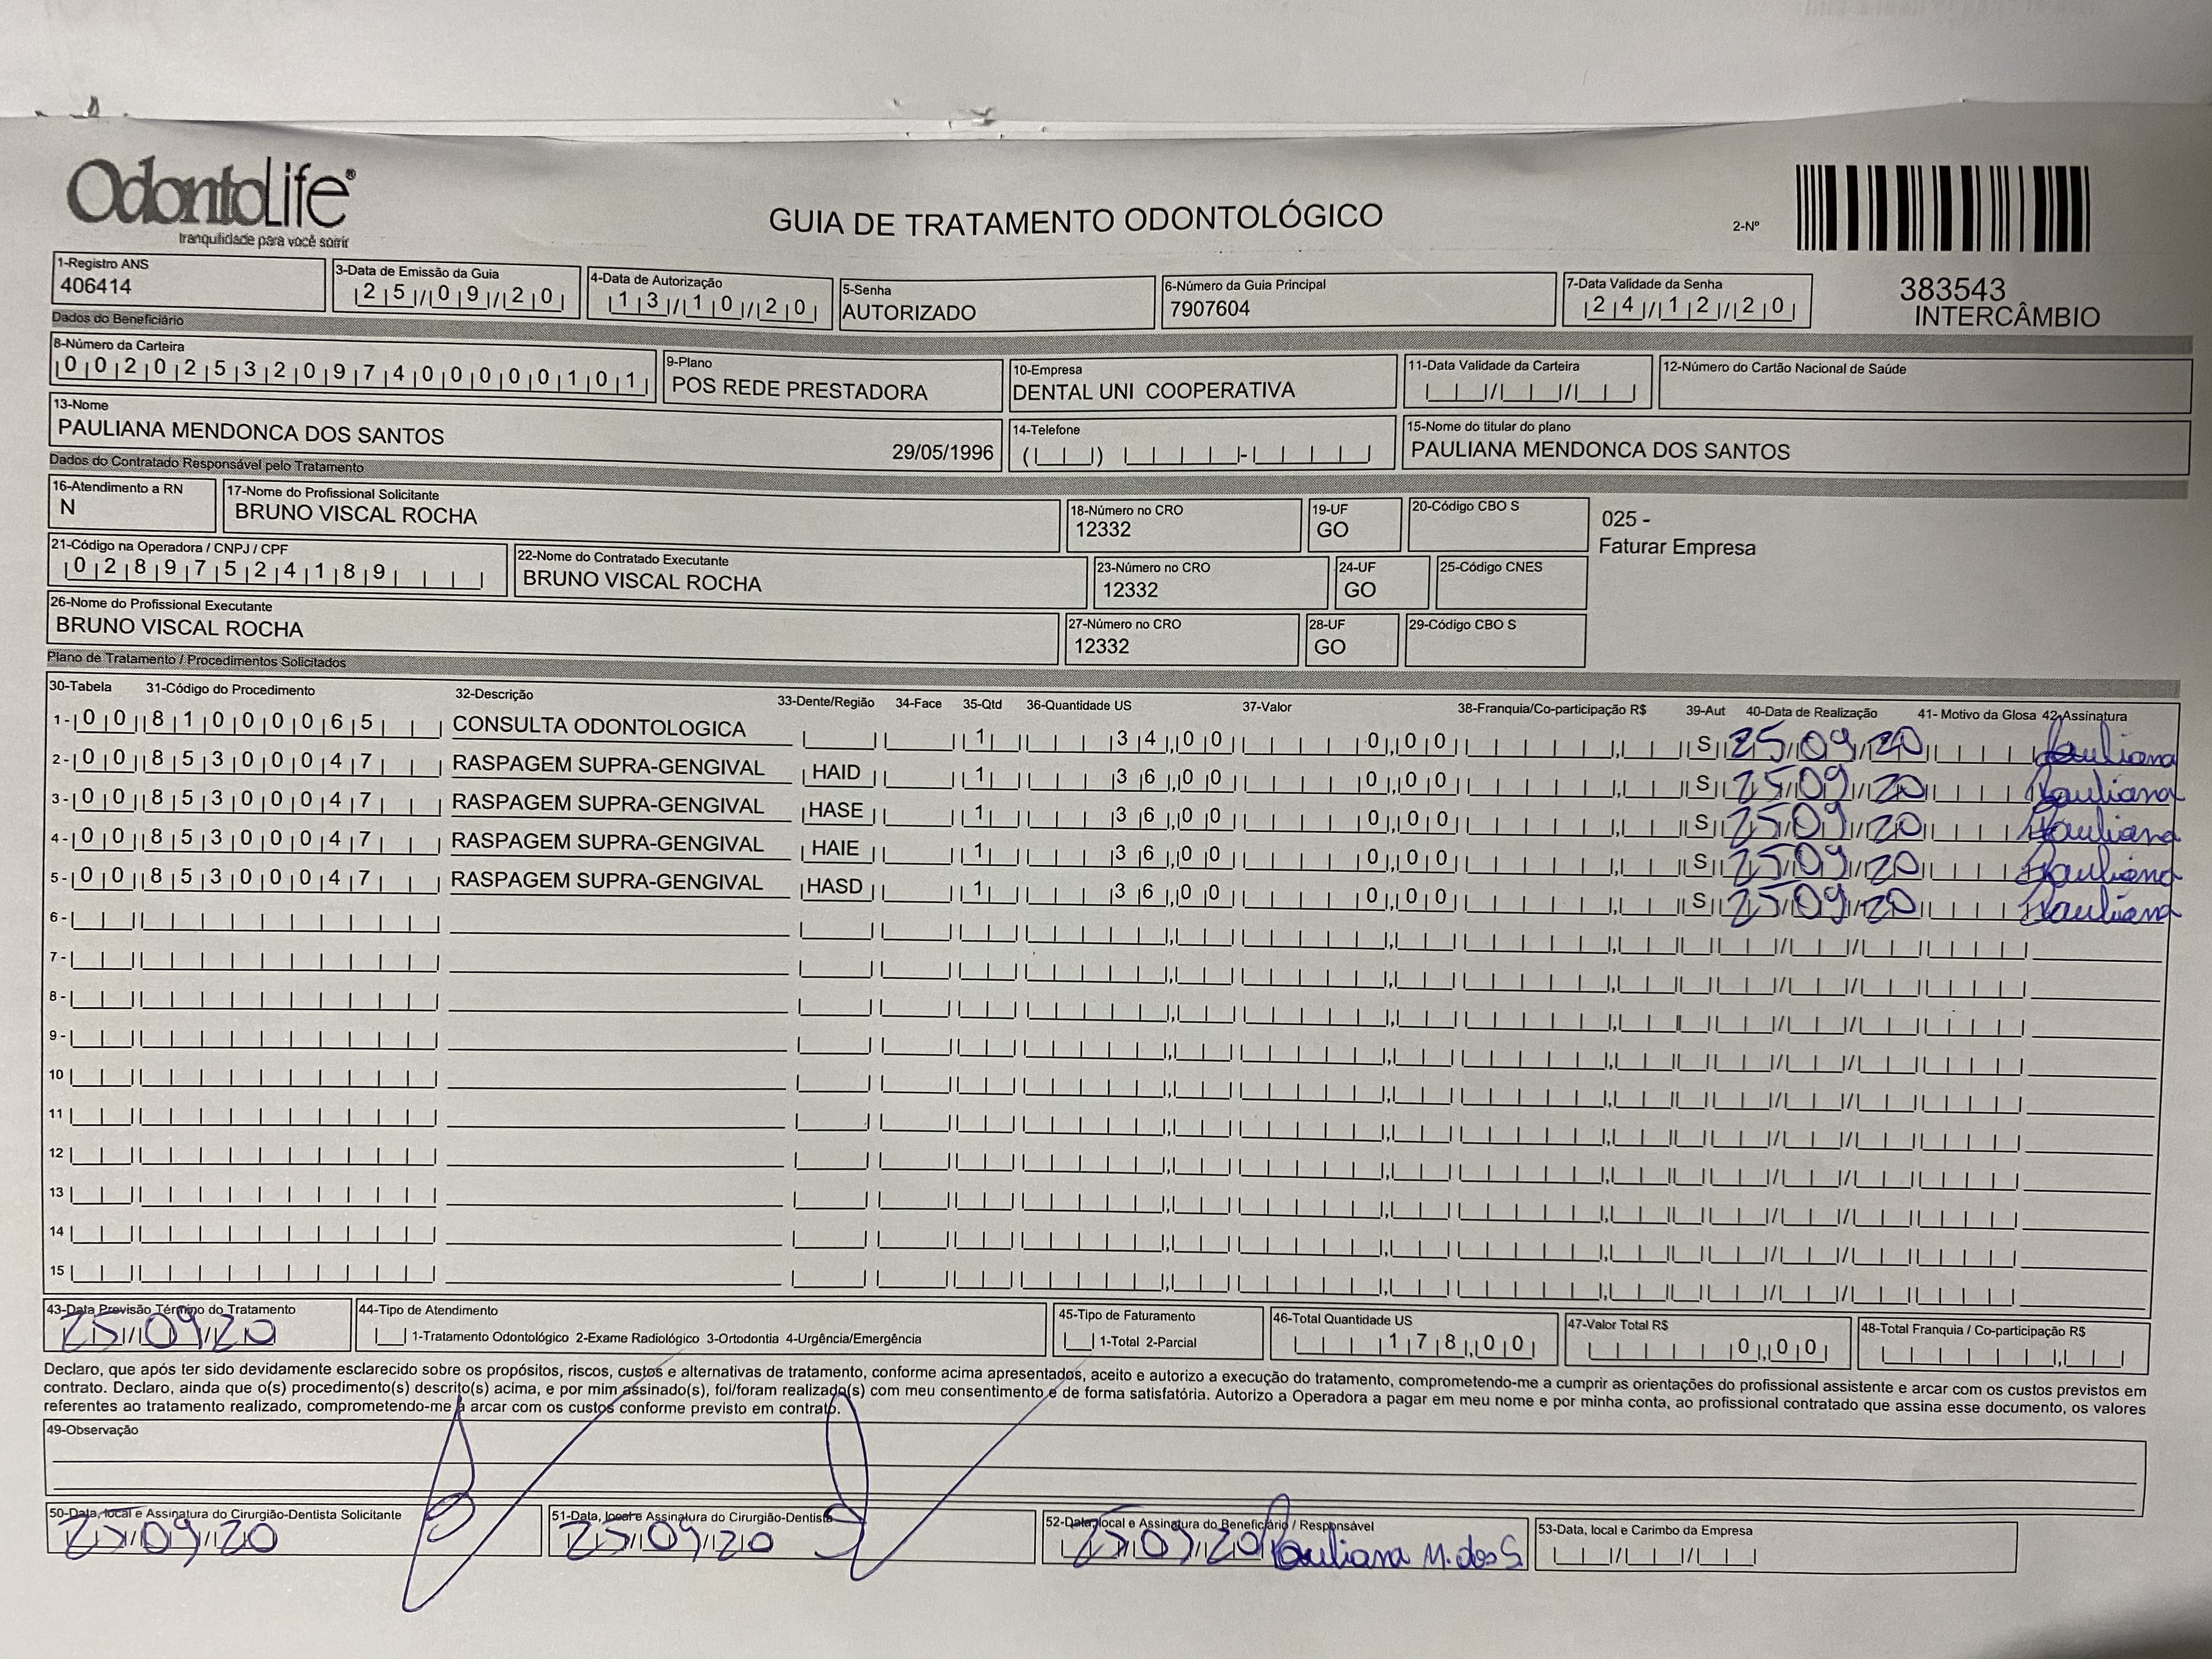 OdontoLife®
tranquilidade para você sorrir
GUIA DE TRATAMENTO ODONTOLÓGICO
2-Nº
383543
INTERCÂMBIO
1-Registro ANS
406414
3-Data de Emissão da Guia
25/09/20
4-Data de Autorização
13/10/20
5-Senha
AUTORIZADO
6-Número da Guia Principal
7907604
7-Data Validade da Senha
24/12/20
Dados do Beneficiário
8-Número da Carteira
00202532097400000101
9-Plano
POS REDE PRESTADORA
10-Empresa
DENTAL UNI COOPERATIVA
11-Data Validade da Carteira
12-Número do Cartão Nacional de Saúde
13-Nome
PAULIANA MENDONCA DOS SANTOS 29/05/1996
14-Telefone
15-Nome do titular do plano
PAULIANA MENDONCA DOS SANTOS
Dados do Contratado Responsável pelo Tratamento
16-Atendimento a RN
N
17-Nome do Profissional Solicitante
BRUNO VISCAL ROCHA
18-Número no CRO
12332
19-UF
GO
20-Código CBO S
025 -
Faturar Empresa
21-Código na Operadora / CNPJ / CPF
02897524189
22-Nome do Contratado Executante
BRUNO VISCAL ROCHA
23-Número no CRO
12332
24-UF
GO
25-Código CNES
26-Nome do Profissional Executante
BRUNO VISCAL ROCHA
27-Número no CRO
12332
28-UF
GO
29-Código CBO S
Plano de Tratamento / Procedimentos Solicitados
30-Tabela 31-Código do Procedimento 32-Descrição 33-Dente/Região 34-Face 35-Qtd 36-Quantidade US 37-Valor 38-Franquia/Co-participação R$ 39-Aut 40-Data de Realização 41- Motivo da Glosa 42-Assinatura
1- 00 81000065 CONSULTA ODONTOLOGICA 1 34,00 0,00 S 25/09/20 Pauliana
2- 00 85300047 RASPAGEM SUPRA-GENGIVAL HAID 1 36,00 0,00 S 25/09/20 Pauliana
3- 00 85300047 RASPAGEM SUPRA-GENGIVAL HASE 1 36,00 0,00 S 25/09/20 Pauliana
4- 00 85300047 RASPAGEM SUPRA-GENGIVAL HAIE 1 36,00 0,00 S 25/09/20 Pauliana
5- 00 85300047 RASPAGEM SUPRA-GENGIVAL HASD 1 36,00 0,00 S 25/09/20 Pauliana
6-
7-
8-
9-
10
11
12
13
14
15
43-Data Previsão Término do Tratamento
25/09/20
44-Tipo de Atendimento
1-Tratamento Odontológico 2-Exame Radiológico 3-Ortodontia 4-Urgência/Emergência
45-Tipo de Faturamento
1-Total 2-Parcial
46-Total Quantidade US
178,00
47-Valor Total R$
0,00
48-Total Franquia / Co-participação R$
Declaro, que após ter sido devidamente esclarecido sobre os propósitos, riscos, custos e alternativas de tratamento, conforme acima apresentados, aceito e autorizo a execução do tratamento, comprometendo-me a cumprir as orientações do profissional assistente e arcar com os custos previstos em
contrato. Declaro, ainda que o(s) procedimento(s) descrito(s) acima, e por mim assinado(s), foi/foram realizado(s) com meu consentimento e de forma satisfatória. Autorizo a Operadora a pagar em meu nome e por minha conta, ao profissional contratado que assina esse documento, os valores
referentes ao tratamento realizado, comprometendo-me a arcar com os custos conforme previsto em contrato.
49-Observação
50-Data, local e Assinatura do Cirurgião-Dentista Solicitante
25/09/20
51-Data, local e Assinatura do Cirurgião-Dentista
25/09/20
52-Data, local e Assinatura do Beneficiário / Responsável
25/09/20 Pauliana M. dos S.
53-Data, local e Carimbo da Empresa